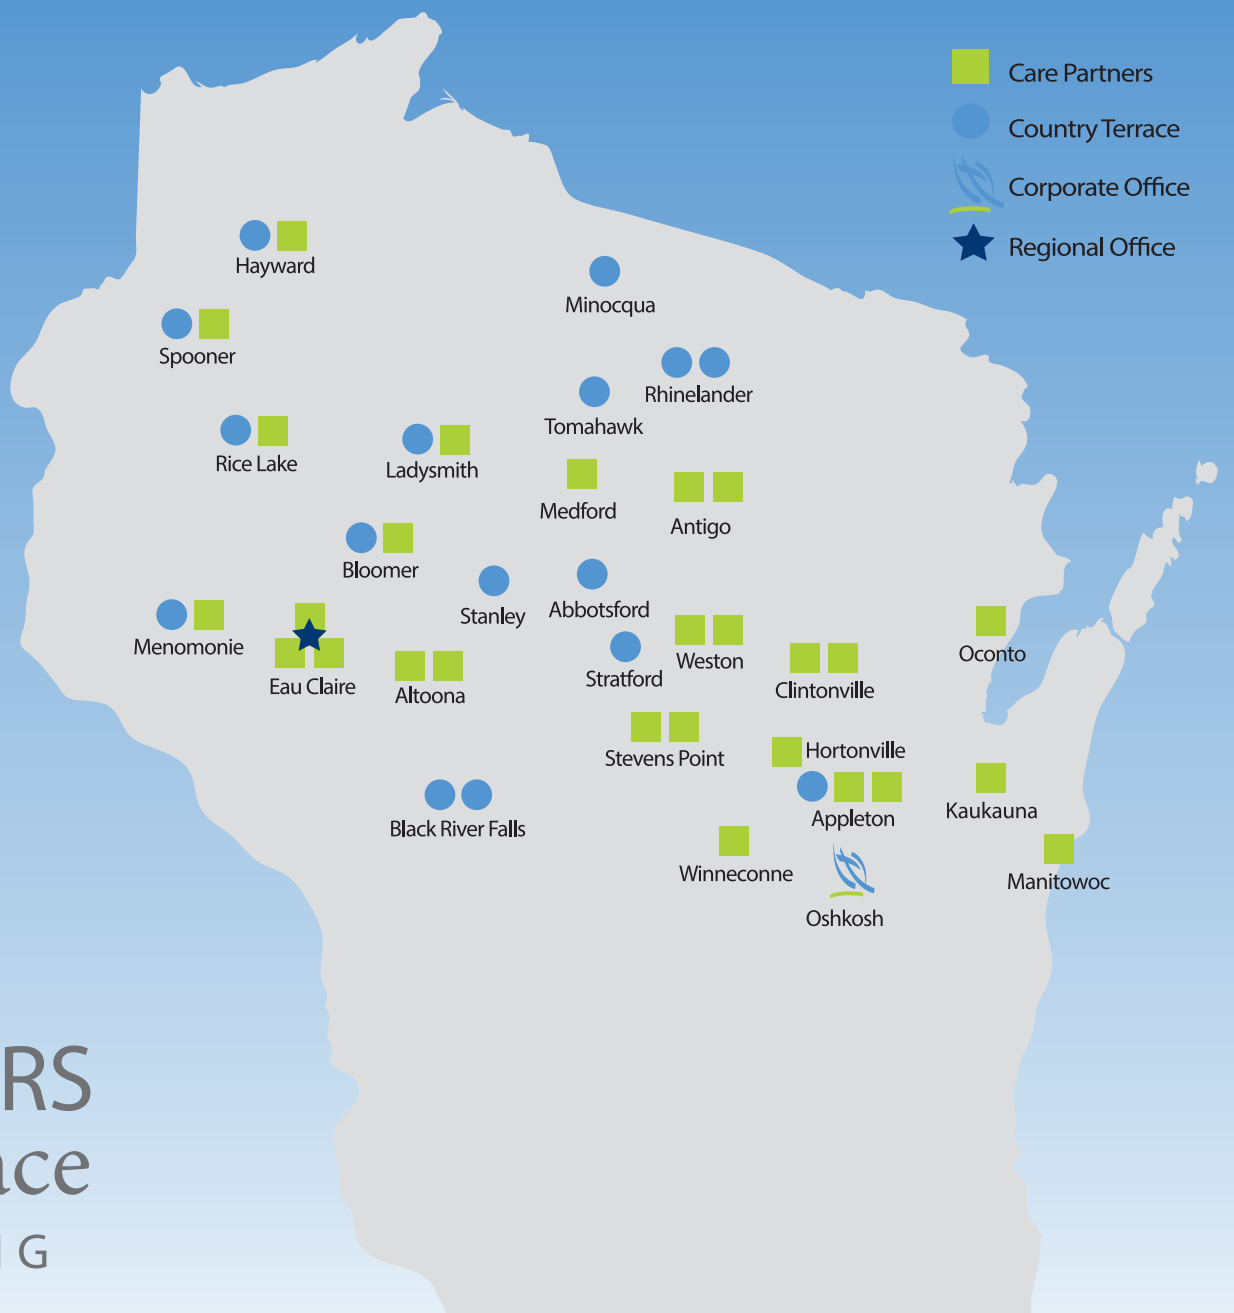 Care Partners
Country Terrace
Corporate Office
Regional Office
Hayward
Minocqua
Spooner
Rhinelander
Tomahawk
Rice Lake
Ladysmith
Medford
Antigo
Bloomer
Stanley
Abbotsford
Menomonie
Eau Claire
Altoona
Stratford
Weston
Clintonville
Oconto
Stevens Point
Hortonville
Appleton
Kaukauna
Black River Falls
Winneconne
Manitowoc
Oshkosh
RS
ace
G